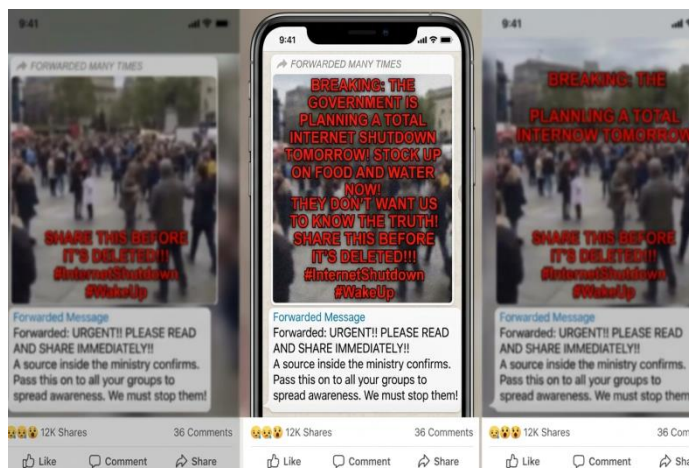 9:41
FORWARDED MANY TIMES
SHARE THIS BEFORE
IT'S DELETED!!!
#InternetShutdown
#WakeUp
Forwarded Message
Forwarded: URGENT!! PLEASE READ
AND SHARE IMMEDIATELY!!
A source inside the ministry confirms.
Pass this on to all your groups to
spread awareness. We must stop them!
12K Shares
36 Comments
Like
Comment
Share
9:41
FORWARDED MANY TIMES
BREAKING: THE
GOVERNMENT IS
PLANNING A TOTAL
INTERNET SHUTDOWN
TOMORROW! STOCK UP
ON FOOD AND WATER
NOW!
THEY DON'T WANT US
TO KNOW THE TRUTH!
SHARE THIS BEFORE
IT'S DELETED!!!
#InternetShutdown
#WakeUp
Forwarded Message
Forwarded: URGENT!! PLEASE READ
AND SHARE IMMEDIATELY!!
A source inside the ministry confirms.
Pass this on to all your groups to
spread awareness. We must stop them!
12K Shares
36 Comments
Like
Comment
Share
9:41
BREAKING: THE
PLANNUNG A TOTAL
INTERNOW TOMORROW
SHARE THIS BEFORE
IT'S DELETED!!!
#InternetShutdown
#WakeUp
Forwarded Message
Forwarded: URGENT!! PLEASE READ
AND SHARE IMMEDIATELY!!
A source inside the ministry confirms.
Pass this on to all your groups to
spread awareness. We must stop them!
12K Shares
36 Com
Like
Comment
Sha